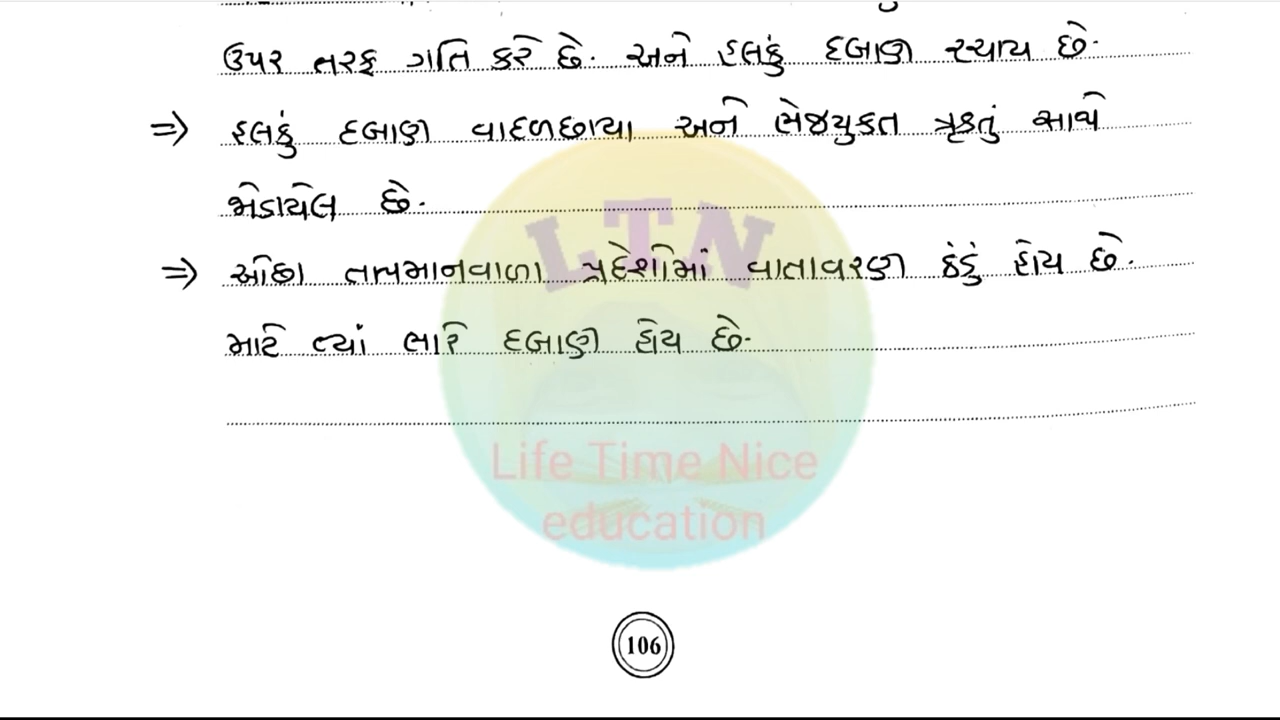 ઉપર તરફ ગતિ કરે છે. અને હલકું દબાણ રચાય છે.
⇒ હલકું દબાણ વાદળછાયા અને ભેજયુકત ઋતું સાથે
જોડાયેલ છે.
⇒ ઓછા તાપમાનવાળા પ્રદેશોમાં વાતાવરણ ઠંડું હોય છે.
માટે ત્યાં ભારે દબાણ હોય છે.
LTN
Life Time Nice
education
106